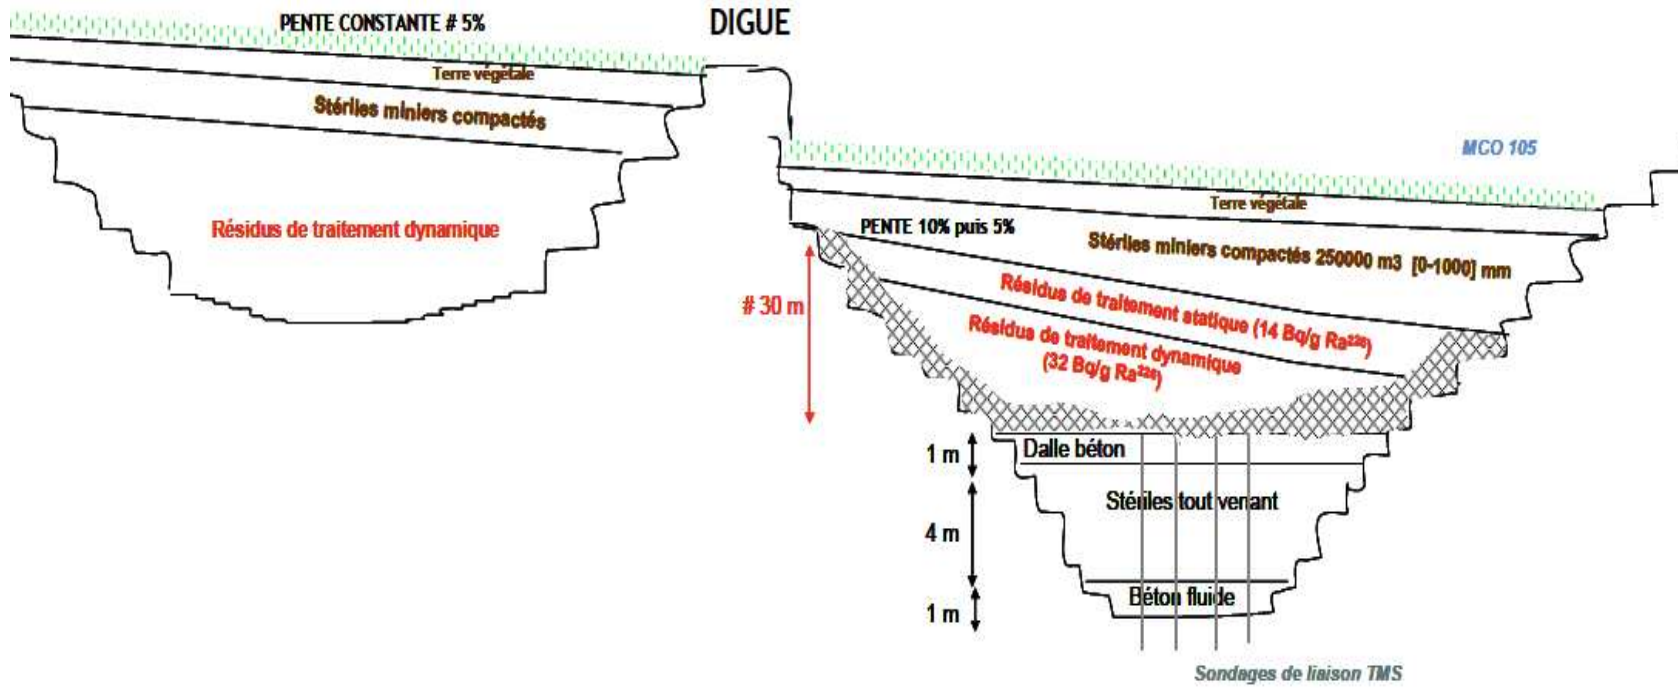 PENTE CONSTANTE # 5%
DIGUE
Terre végétale
Stériles miniers compactés
Résidus de traitement dynamique
MCO 105
Terre végétale
PENTE 10% puis 5%
Stériles miniers compactés 250000 m3 [0-1000] mm
# 30 m
Résidus de traitement statique (14 Bq/g Ra²²⁶)
Résidus de traitement dynamique
(32 Bq/g Ra²²⁶)
1 m
Dalle béton
Stériles tout venant
4 m
Béton fluide
1 m
Sondages de liaison TMS